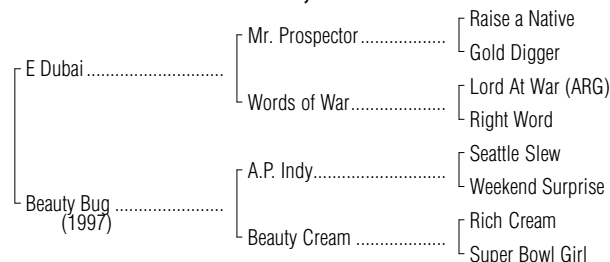 Raise a Native
Mr. Prospector....................
Gold Digger
E Dubai ..........................
Lord At War (ARG)
Words of War......................
Right Word
Seattle Slew
A.P. Indy.............................
Weekend Surprise
Beauty Bug .....................
(1997)
Rich Cream
Beauty Cream ...................
Super Bowl Girl